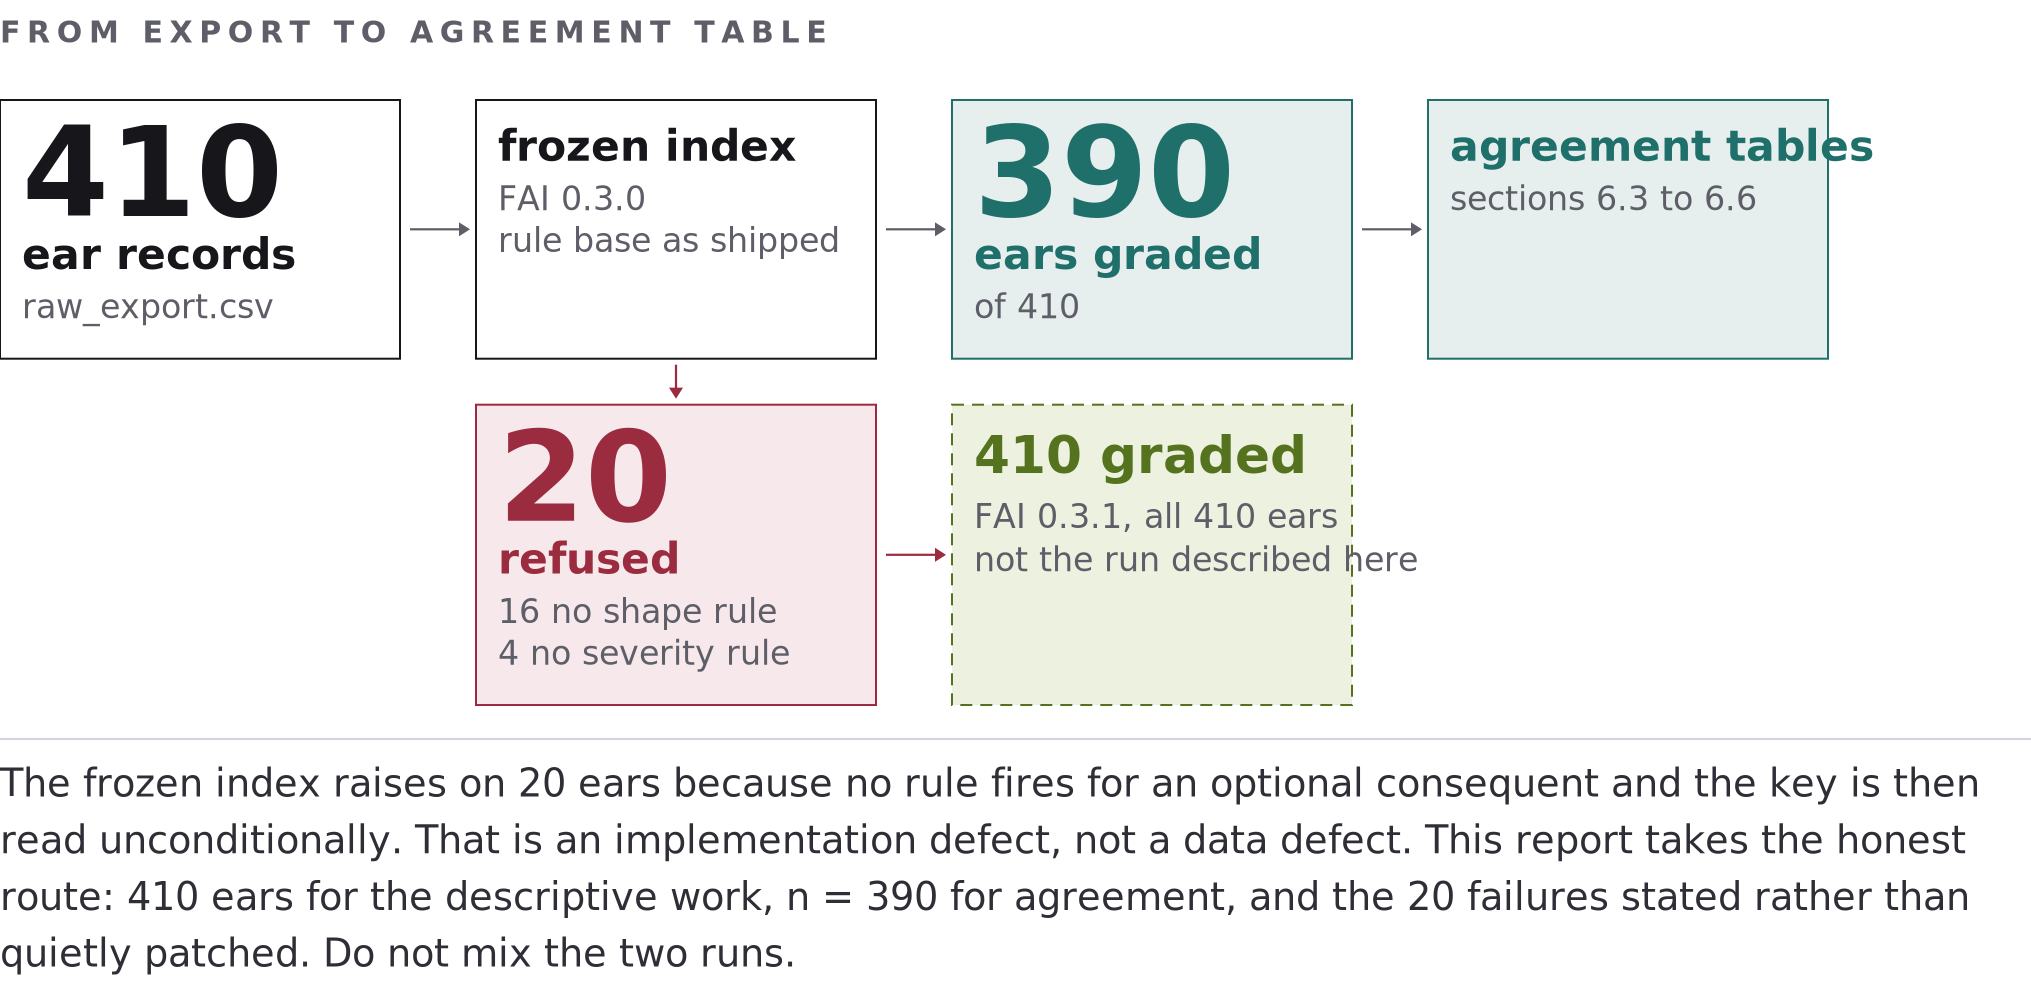 FROM EXPORT TO AGREEMENT TABLE
410
ear records
raw_export.csv
frozen index
FAI 0.3.0
rule base as shipped
390
ears graded
of 410
agreement tables
sections 6.3 to 6.6
20
refused
16 no shape rule
4 no severity rule
410 graded
FAI 0.3.1, all 410 ears
not the run described here
The frozen index raises on 20 ears because no rule fires for an optional consequent and the key is then
read unconditionally. That is an implementation defect, not a data defect. This report takes the honest
route: 410 ears for the descriptive work, n = 390 for agreement, and the 20 failures stated rather than
quietly patched. Do not mix the two runs.